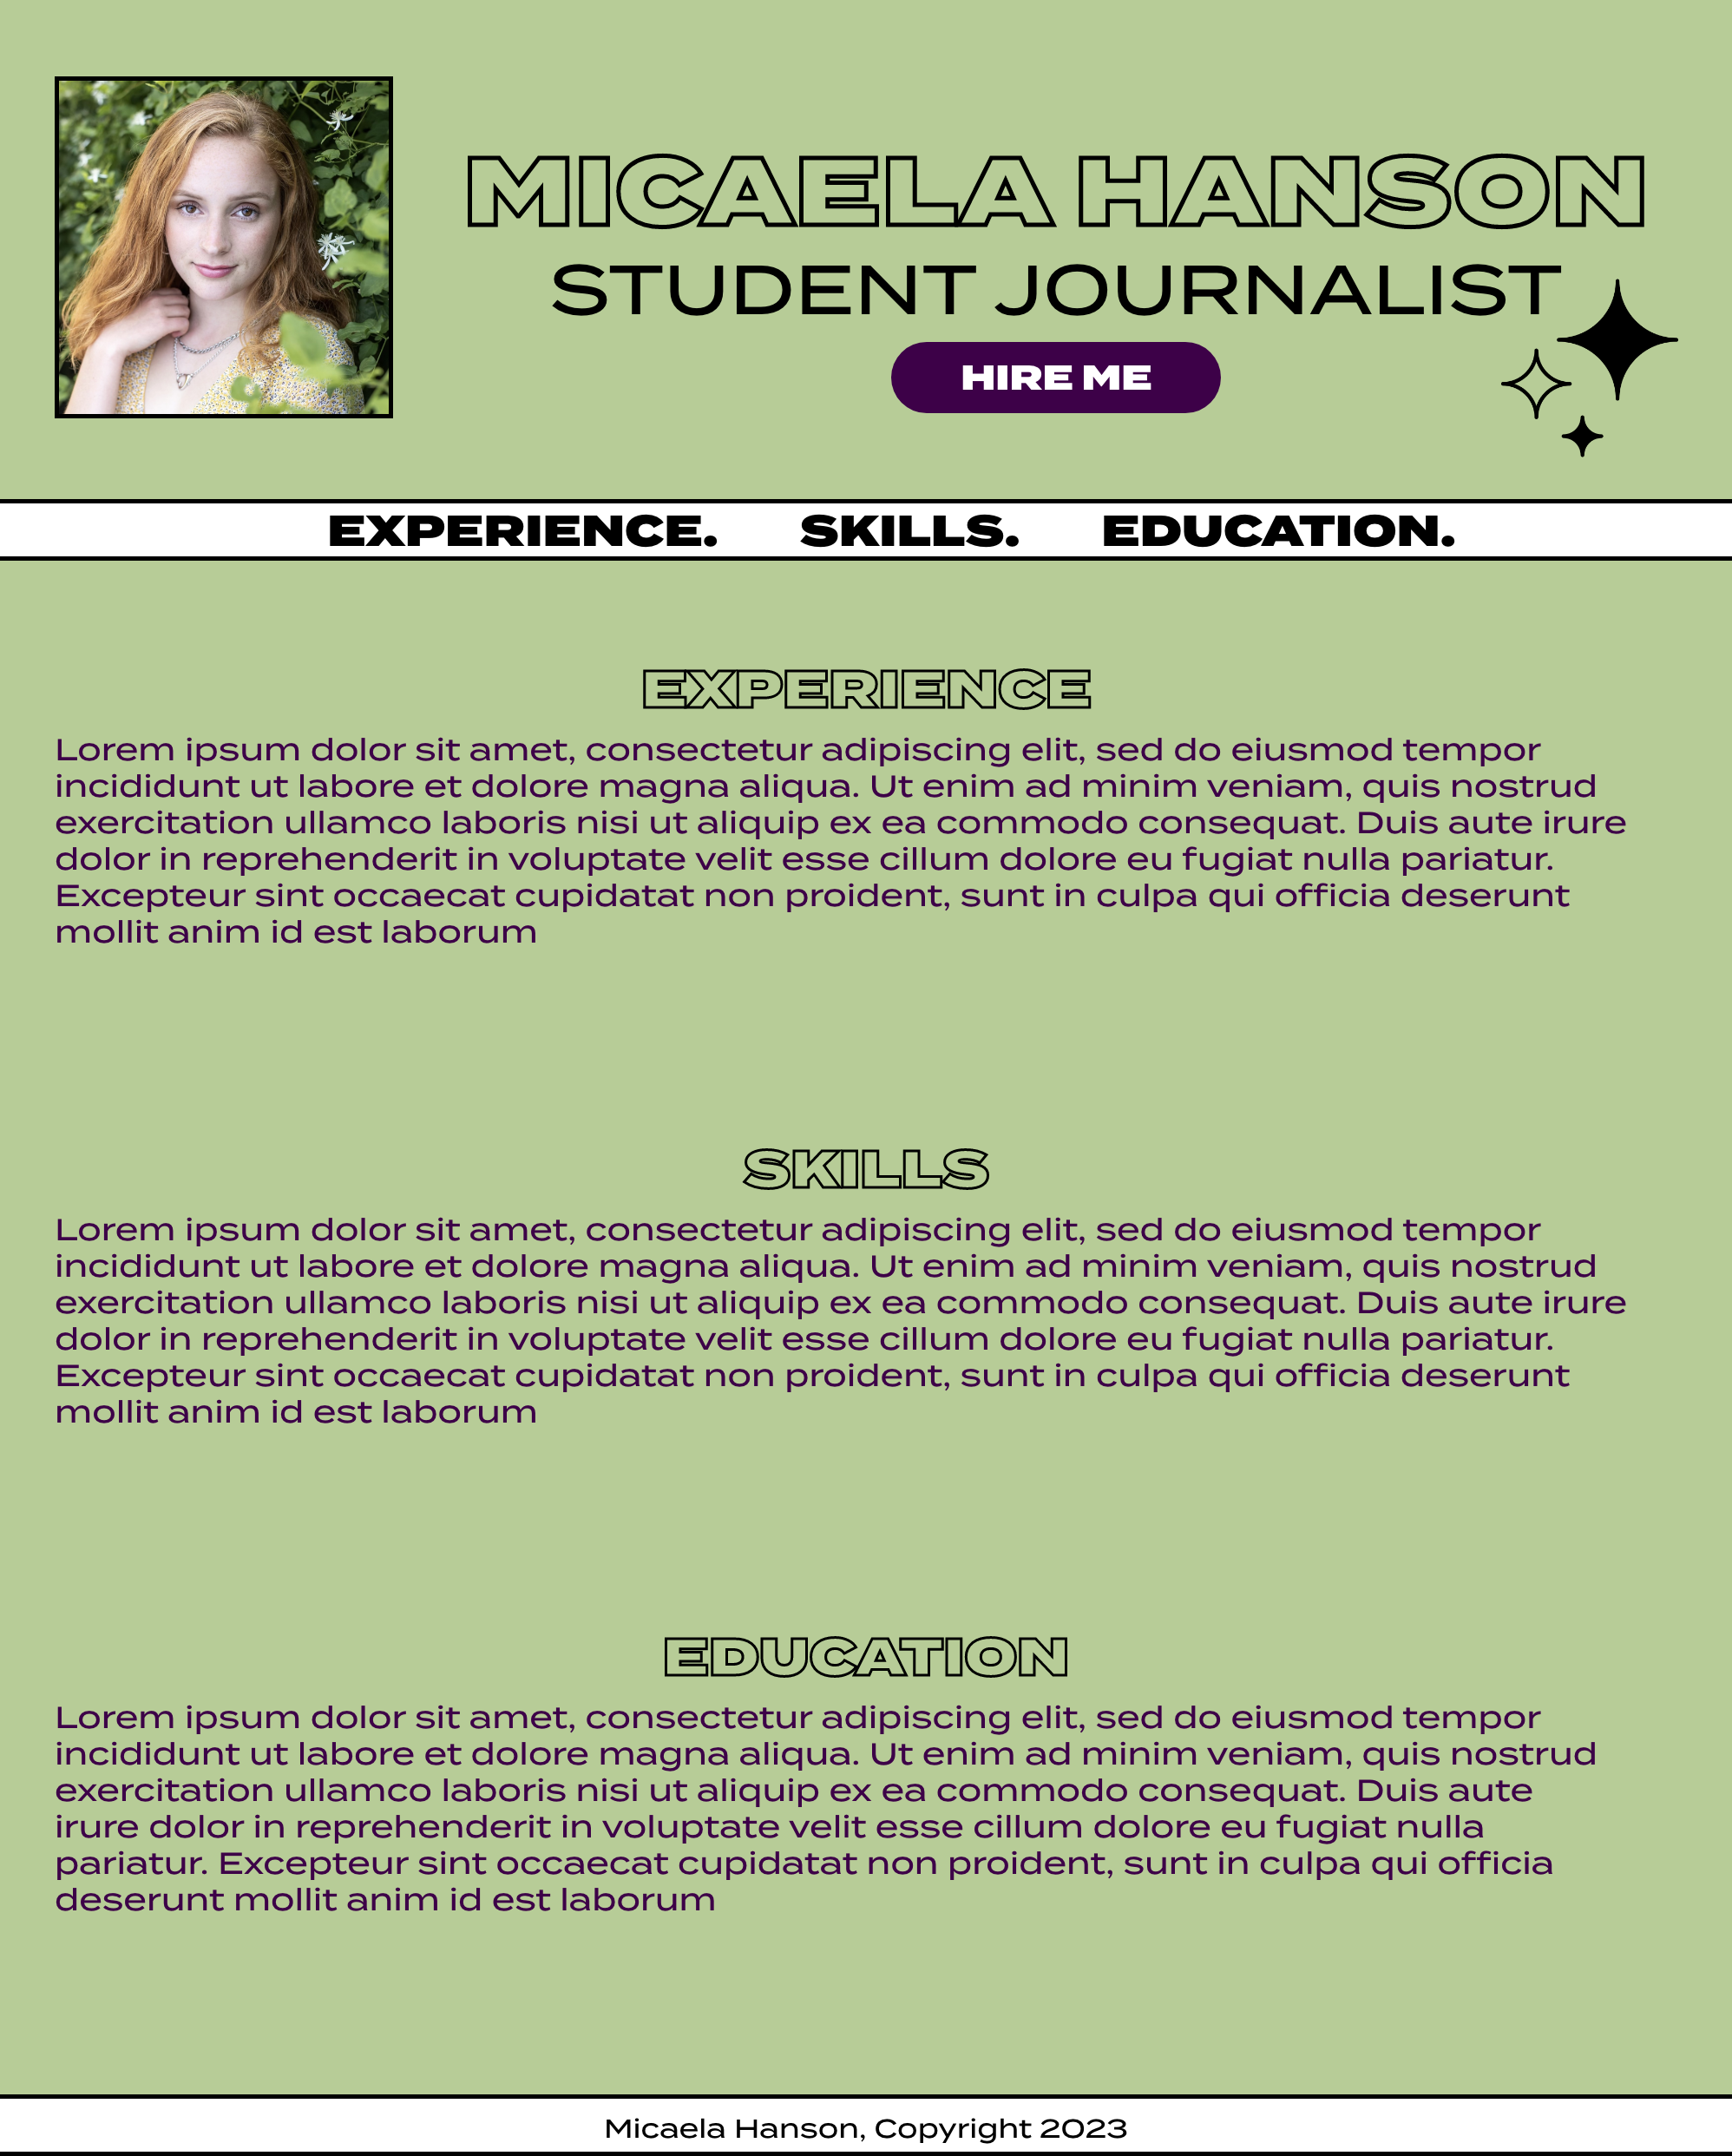 MICAELA HANSON
STUDENT JOURNALIST
HIRE ME
EXPERIENCE. SKILLS. EDUCATION.
EXPERIENCE
Lorem ipsum dolor sit amet, consectetur adipiscing elit, sed do eiusmod tempor
incididunt ut labore et dolore magna aliqua. Ut enim ad minim veniam, quis nostrud
exercitation ullamco laboris nisi ut aliquip ex ea commodo consequat. Duis aute irure
dolor in reprehenderit in voluptate velit esse cillum dolore eu fugiat nulla pariatur.
Excepteur sint occaecat cupidatat non proident, sunt in culpa qui officia deserunt
mollit anim id est laborum
SKILLS
Lorem ipsum dolor sit amet, consectetur adipiscing elit, sed do eiusmod tempor
incididunt ut labore et dolore magna aliqua. Ut enim ad minim veniam, quis nostrud
exercitation ullamco laboris nisi ut aliquip ex ea commodo consequat. Duis aute irure
dolor in reprehenderit in voluptate velit esse cillum dolore eu fugiat nulla pariatur.
Excepteur sint occaecat cupidatat non proident, sunt in culpa qui officia deserunt
mollit anim id est laborum
EDUCATION
Lorem ipsum dolor sit amet, consectetur adipiscing elit, sed do eiusmod tempor
incididunt ut labore et dolore magna aliqua. Ut enim ad minim veniam, quis nostrud
exercitation ullamco laboris nisi ut aliquip ex ea commodo consequat. Duis aute
irure dolor in reprehenderit in voluptate velit esse cillum dolore eu fugiat nulla
pariatur. Excepteur sint occaecat cupidatat non proident, sunt in culpa qui officia
deserunt mollit anim id est laborum
Micaela Hanson, Copyright 2023